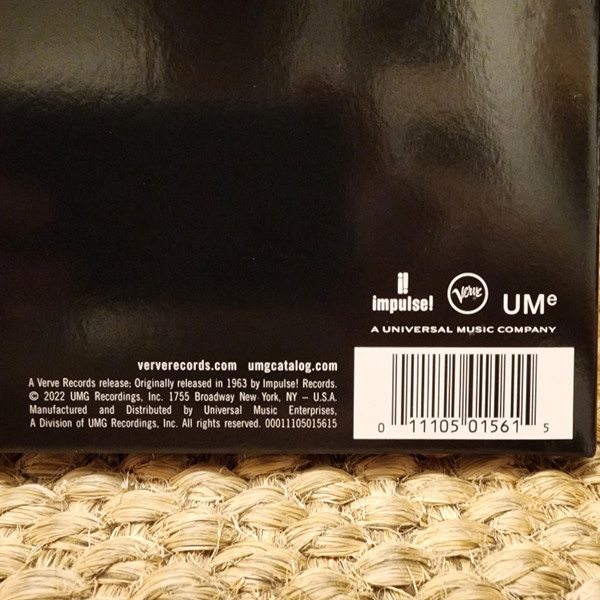 i!
impulse!
Verve
UMe
A UNIVERSAL MUSIC COMPANY
ververecords.com umgcatalog.com
A Verve Records release; Originally released in 1963 by Impulse! Records.
© 2022 UMG Recordings, Inc. 1755 Broadway New York, NY – U.S.A.
Manufactured and Distributed by Universal Music Enterprises,
A Division of UMG Recordings, Inc. All rights reserved. 00011105015615
0 11105 01561 5